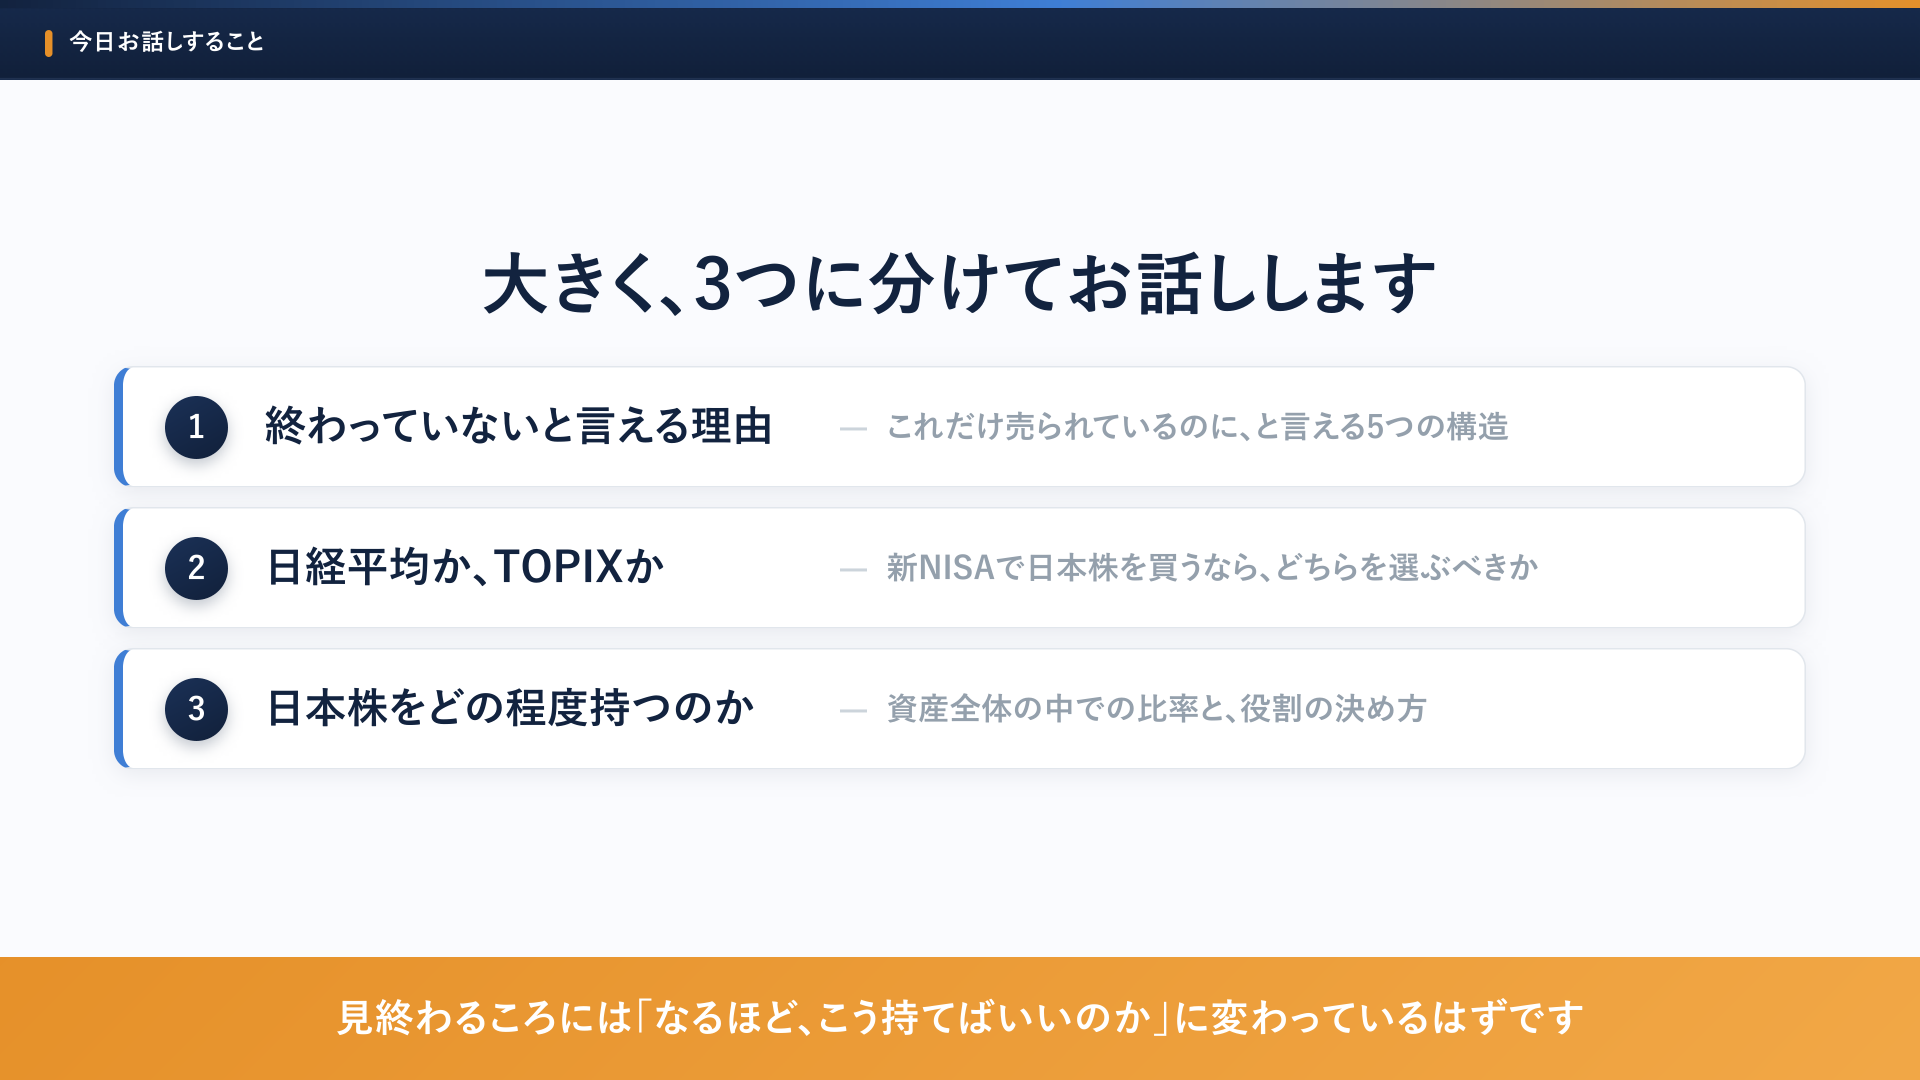 今日お話しすること
大きく、3つに分けてお話しします
1 終わっていないと言える理由 — これだけ売られているのに、と言える5つの構造
2 日経平均か、TOPIXか — 新NISAで日本株を買うなら、どちらを選ぶべきか
3 日本株をどの程度持つのか — 資産全体の中での比率と、役割の決め方
見終わるころには「なるほど、こう持てばいいのか」に変わっているはずです